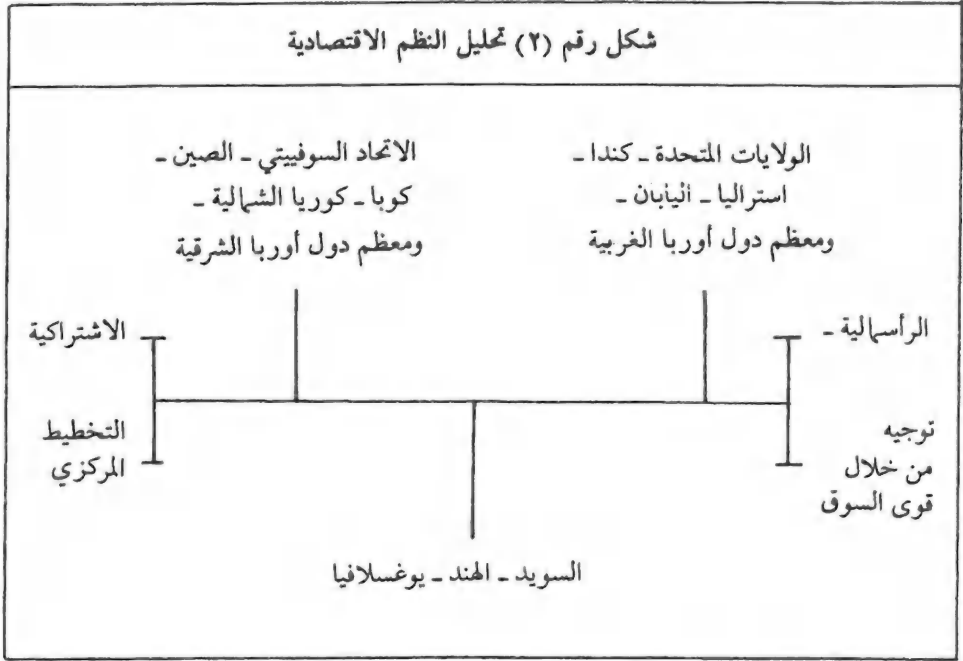 شكل رقم (٢) تحليل النظم الاقتصادية
الولايات المتحدة ـ كندا ـ
استراليا ـ اليابان ـ
ومعظم دول أوربا الغربية
الاتحاد السوفييتي ـ الصين ـ
كوبا ـ كوريا الشمالية ـ
ومعظم دول أوربا الشرقية
الرأسمالية ـ
توجيه
من خلال
قوى السوق
الاشتراكية
التخطيط
المركزي
السويد ـ الهند ـ يوغسلافيا